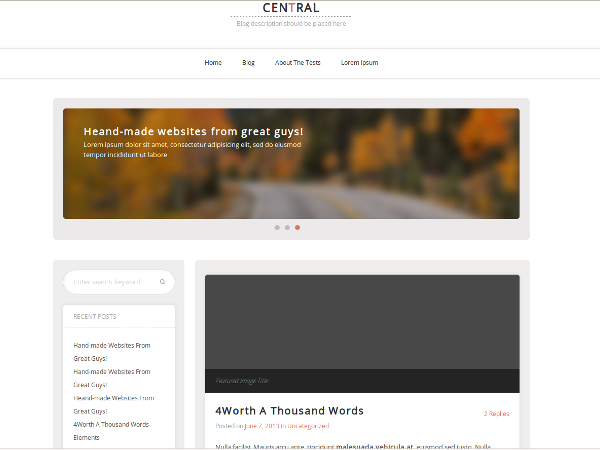 CENTRAL
Blog description should be placed here
Home Blog About The Tests Lorem Ipsum
Heand-made websites from great guys!
Lorem ipsum dolor sit amet, consectetur adipisicing elit, sed do eiusmod
tempor incididunt ut labore
Enter search keyword
RECENT POSTS
Hand-made Websites From
Great Guys!
Hand-made Websites From
Great Guys!
Heand-made Websites From
Great Guys!
4Worth A Thousand Words
Elements
Featured Image Title
4Worth A Thousand Words
2 Replies
Posted on June 7, 2013 in Uncategorized
Nulla facilisi. Mauris arcu ante, tincidunt malesuada vehicula at, euismod sed justo. Nulla